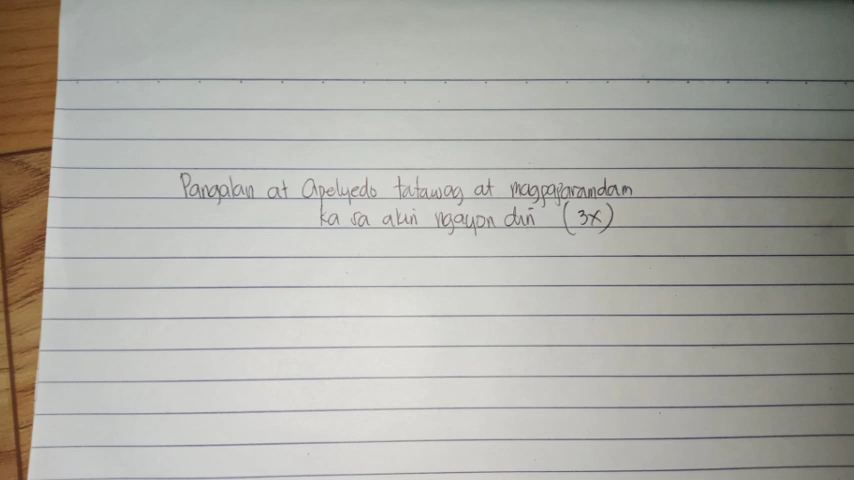 Pangalan at Apelyedo tatawag at magpaparamdam
ka sa akin ngayon din (3x)